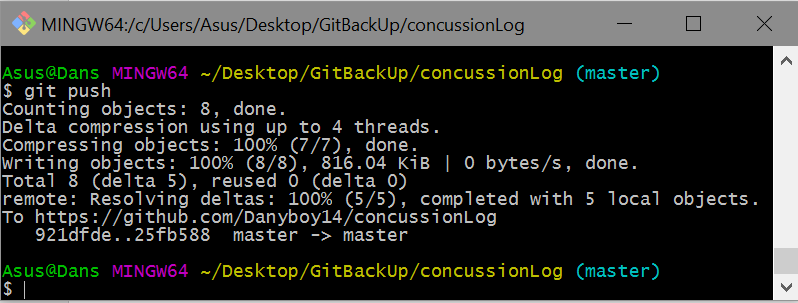 MINGW64:/c/Users/Asus/Desktop/GitBackUp/concussionLog
Asus@Dans MINGW64 ~/Desktop/GitBackUp/concussionLog (master)
$ git push
Counting objects: 8, done.
Delta compression using up to 4 threads.
Compressing objects: 100% (7/7), done.
Writing objects: 100% (8/8), 816.04 KiB | 0 bytes/s, done.
Total 8 (delta 5), reused 0 (delta 0)
remote: Resolving deltas: 100% (5/5), completed with 5 local objects.
To https://github.com/Danyboy14/concussionLog
   921dfde..25fb588  master -> master
Asus@Dans MINGW64 ~/Desktop/GitBackUp/concussionLog (master)
$